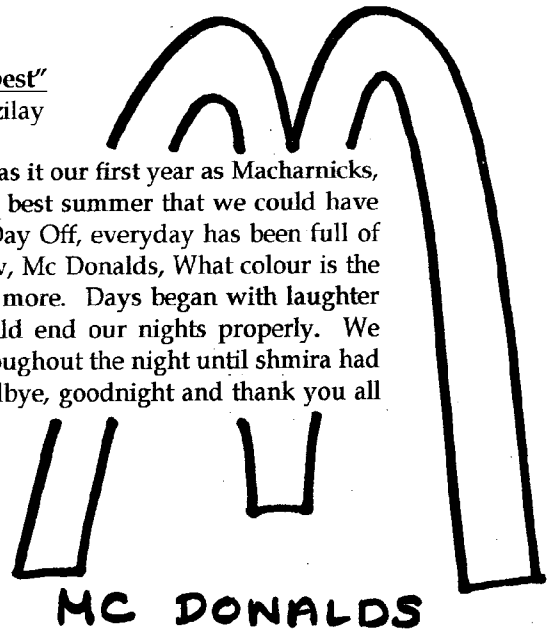 best"
zilay
as it our first year as Macharnicks,
best summer that we could have
Day Off, everyday has been full of
, Mc Donalds, What colour is the
more. Days began with laughter
ld end our nights properly. We
oughout the night until shmira had
dbye, goodnight and thank you all
MC DONALDS